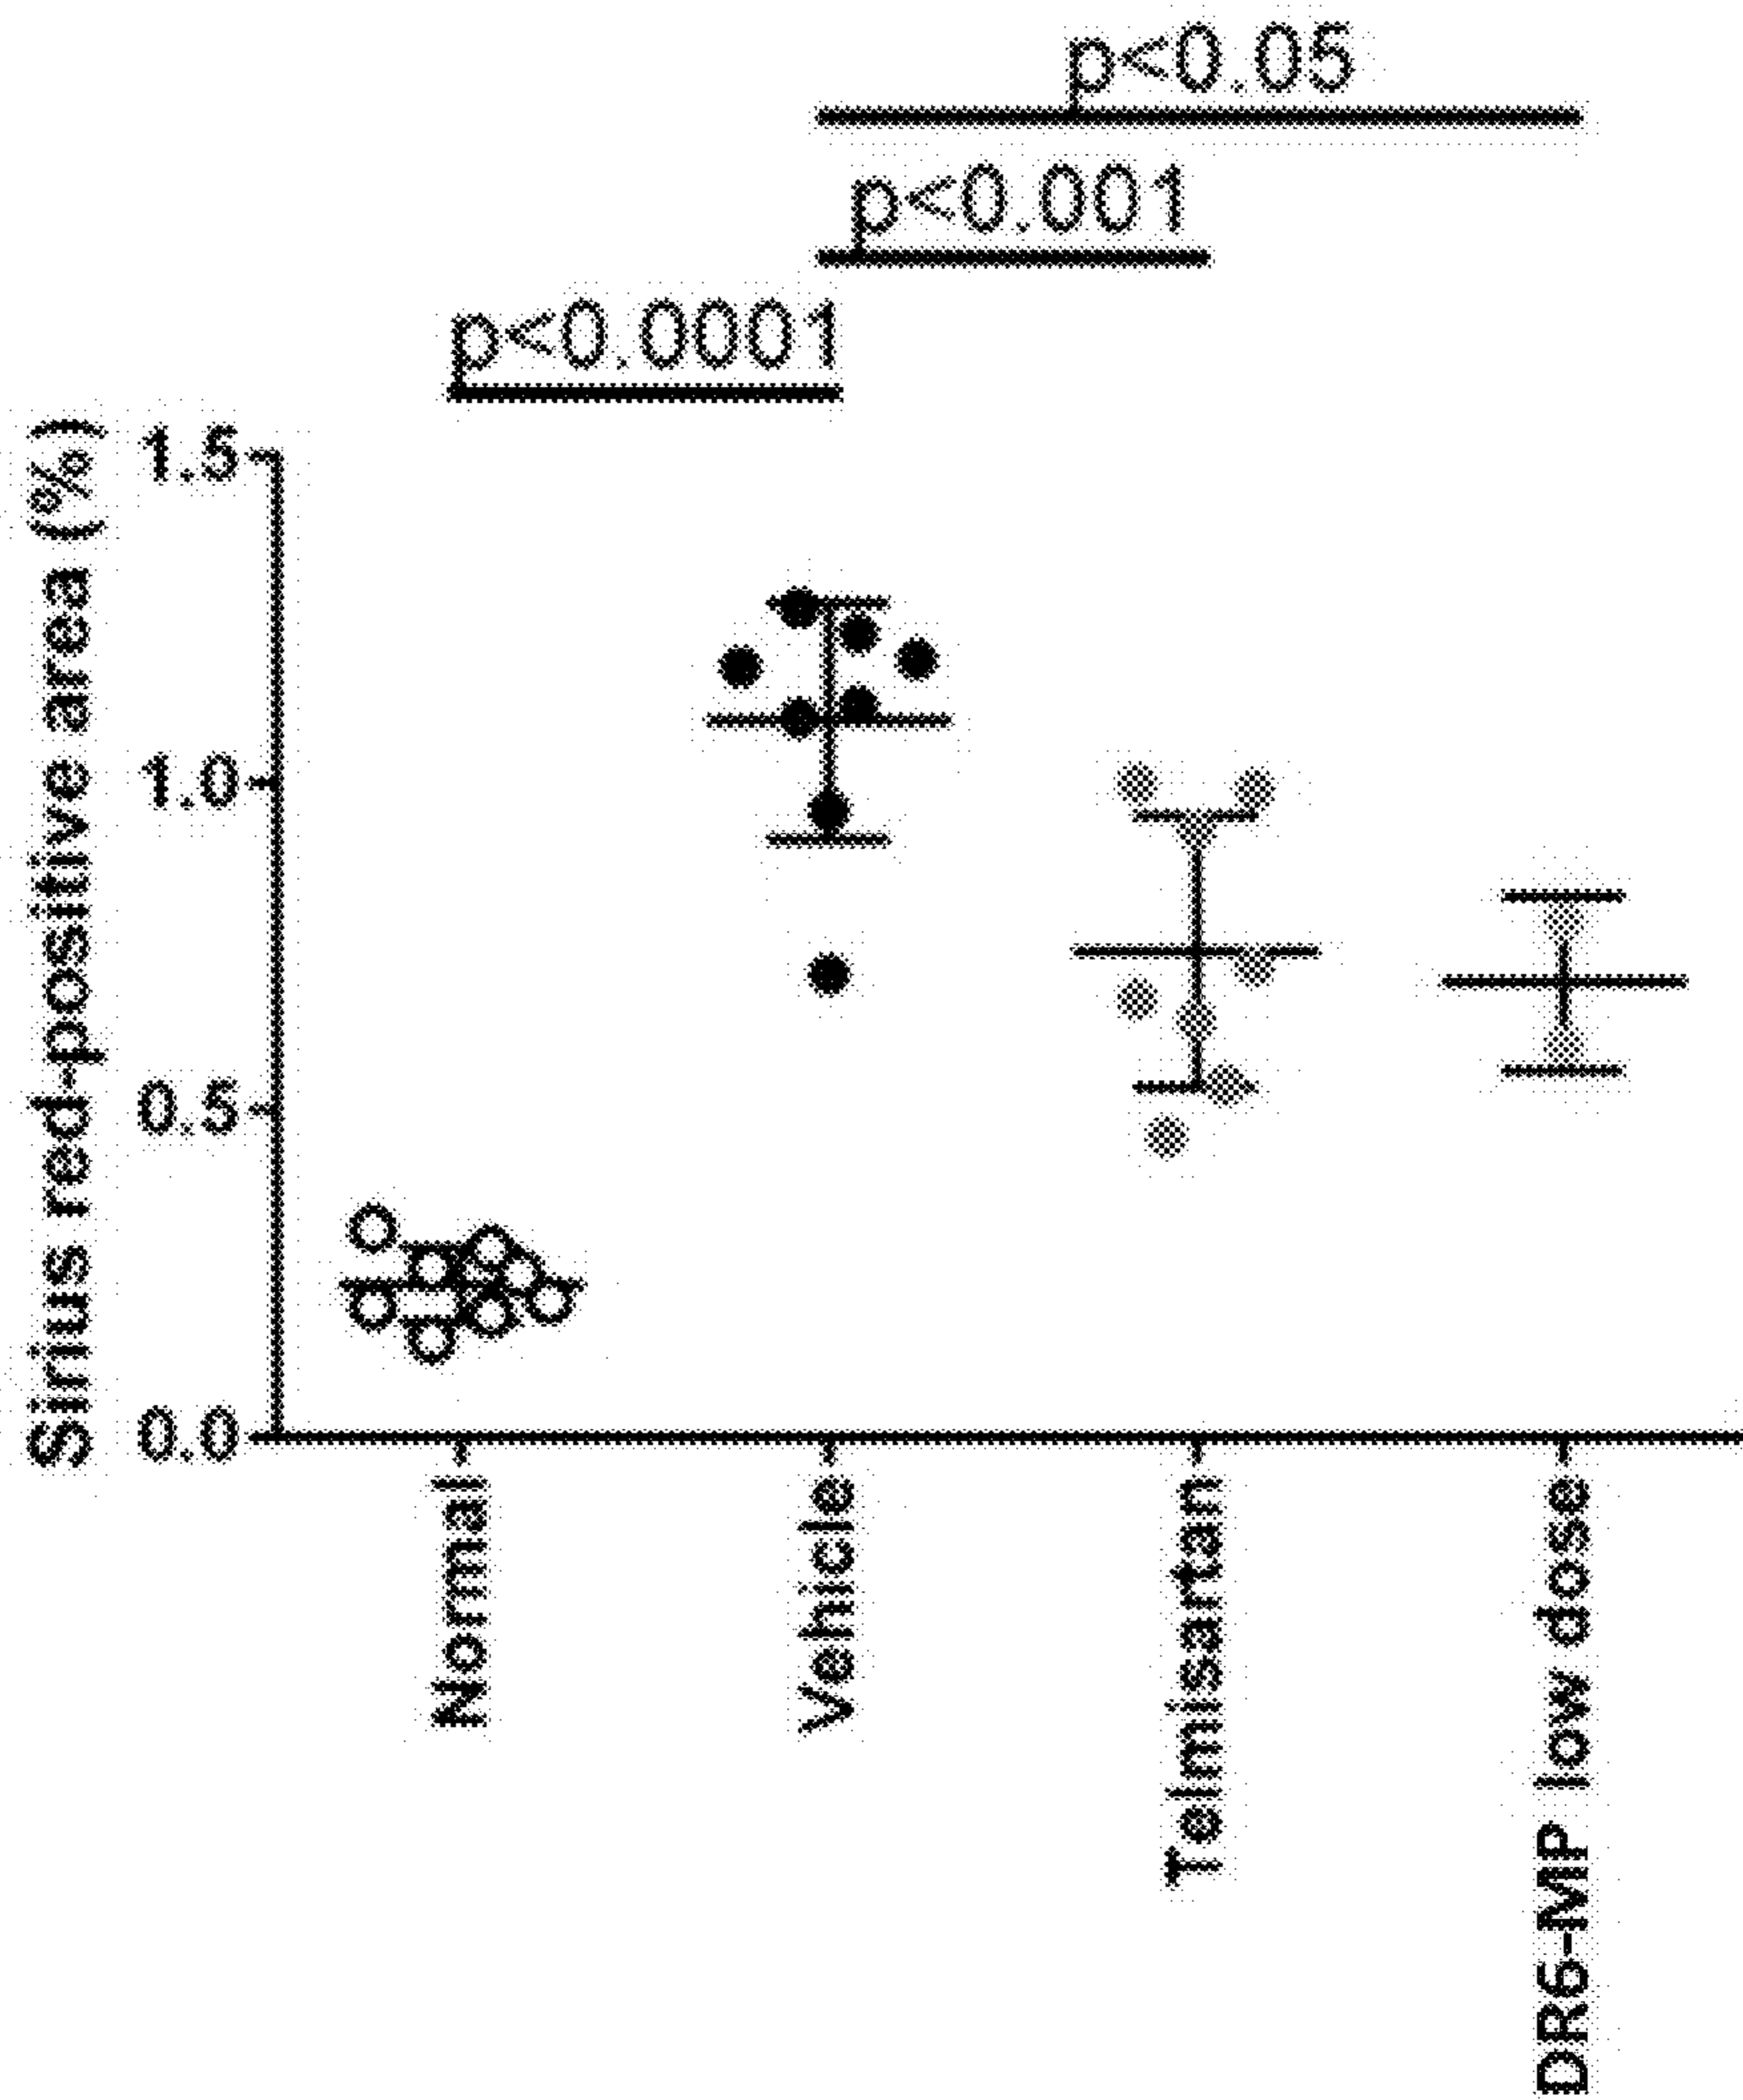 p<0.05
p<0.001
p<0.0001
Sirius red-positive area (%)
1.5
1.0
0.5
0.0
Normal
Vehicle
Telmisartan
DR6-MP low dose